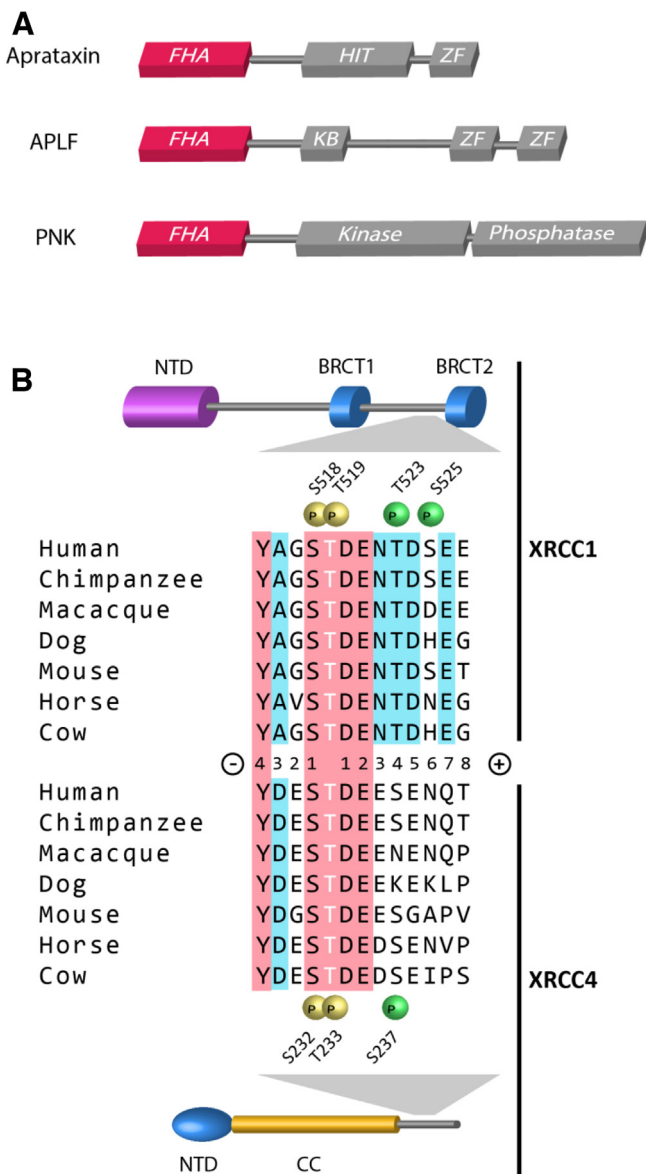 A
Aprataxin FHA HIT ZF
APLF FHA KB ZF ZF
PNK FHA Kinase Phosphatase
B
NTD BRCT1 BRCT2
S518 T519 T523 S525
P P P P
Human YAGSTDENTDSEE
Chimpanzee YAGSTDENTDSEE
Macacque YAGSTDENTDDEE
Dog YAGSTDENTDHEG
Mouse YAGSTDENTDSET
Horse YAVSTDENTDNEG
Cow YAGSTDENTDHEG
XRCC1
- 4 3 2 1 1 2 3 4 5 6 7 8 +
Human YDESTDEESENQT
Chimpanzee YDESTDEESENQT
Macacque YDESTDEENENQP
Dog YDESTDEEKEKLP
Mouse YDGSTDEESGAPV
Horse YDESTDEDSENVP
Cow YDESTDEDSEIPS
XRCC4
P P P
S232 T233 S237
NTD CC